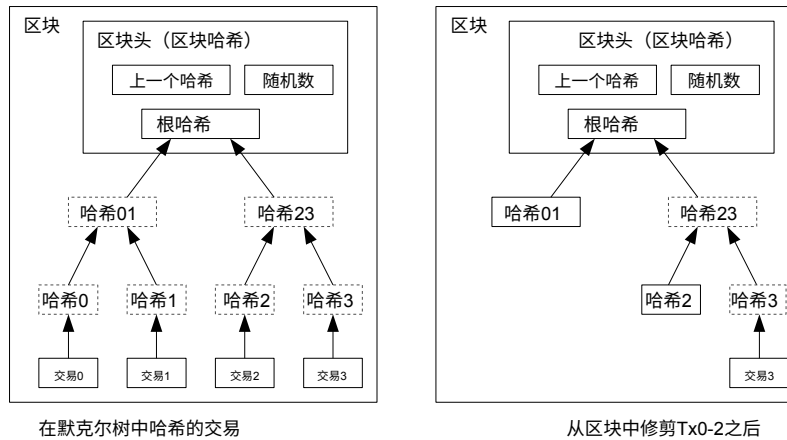 区块
区块头（区块哈希）
上一个哈希
随机数
根哈希
哈希01
哈希23
哈希0
哈希1
哈希2
哈希3
交易0
交易1
交易2
交易3
在默克尔树中哈希的交易
区块
区块头（区块哈希）
上一个哈希
随机数
根哈希
哈希01
哈希23
哈希2
哈希3
交易3
从区块中修剪Tx0-2之后